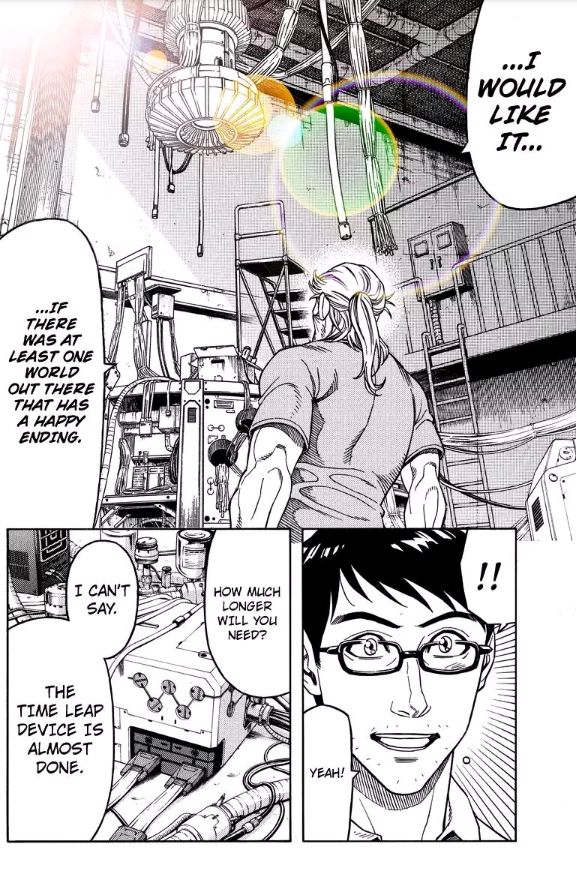 ...I
WOULD
LIKE
IT...
...IF
THERE
WAS AT
LEAST ONE
WORLD
OUT THERE
THAT HAS
A HAPPY
ENDING.
!!
YEAH!
HOW MUCH
LONGER
WILL YOU
NEED?
I CAN'T
SAY.
THE
TIME LEAP
DEVICE IS
ALMOST
DONE.